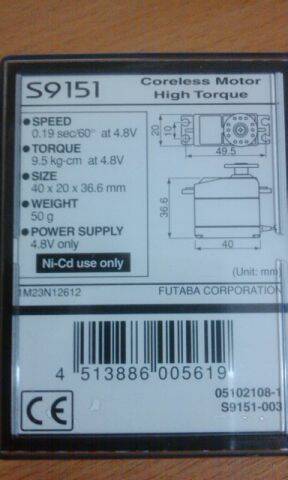 S9151
Coreless Motor
High Torque
● SPEED
0.19 sec/60° at 4.8V
● TORQUE
9.5 kg·cm at 4.8V
● SIZE
40 x 20 x 36.6 mm
● WEIGHT
50 g
● POWER SUPPLY
4.8V only
Ni-Cd use only
20
10
49.5
36.6
40
(Unit: mm)
1M23N12612
FUTABA CORPORATION
4 513886 005619
CE
05102108-1
S9151-003